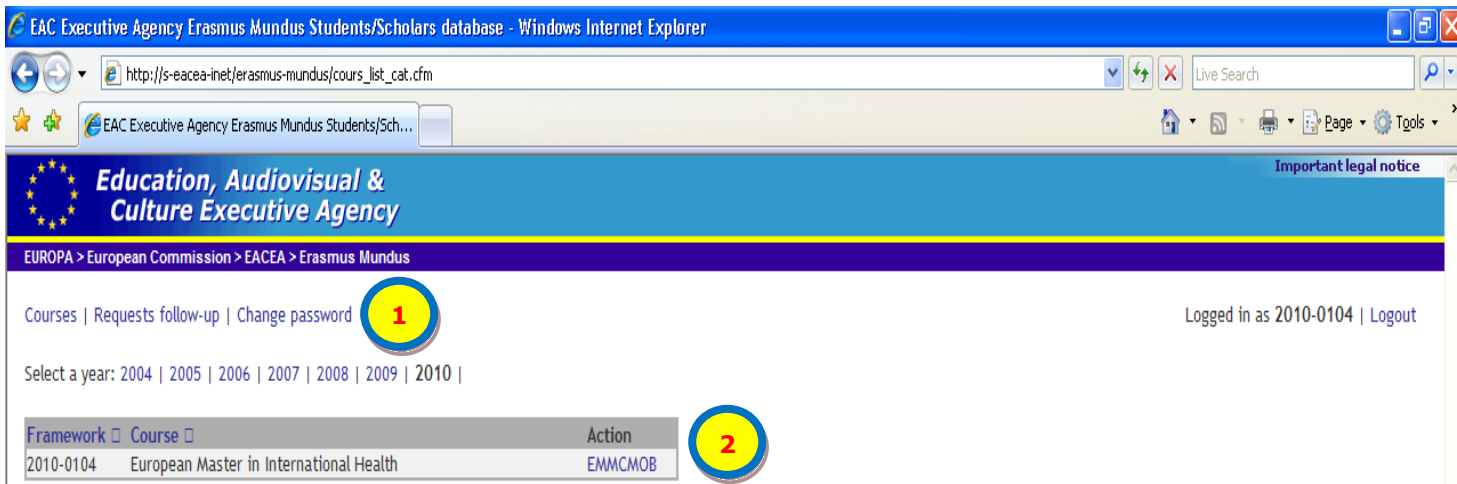 EAC Executive Agency Erasmus Mundus Students/Scholars database - Windows Internet Explorer
http://s-eacea-inet/erasmus-mundus/cours_list_cat.cfm
Live Search
EAC Executive Agency Erasmus Mundus Students/Sch...
Page
Tools
Important legal notice
Education, Audiovisual &
Culture Executive Agency
EUROPA > European Commission > EACEA > Erasmus Mundus
Courses | Requests follow-up | Change password
1
Logged in as 2010-0104 | Logout
Select a year: 2004 | 2005 | 2006 | 2007 | 2008 | 2009 | 2010 |
Framework Course Action
2
2010-0104 European Master in International Health EMMCMOB